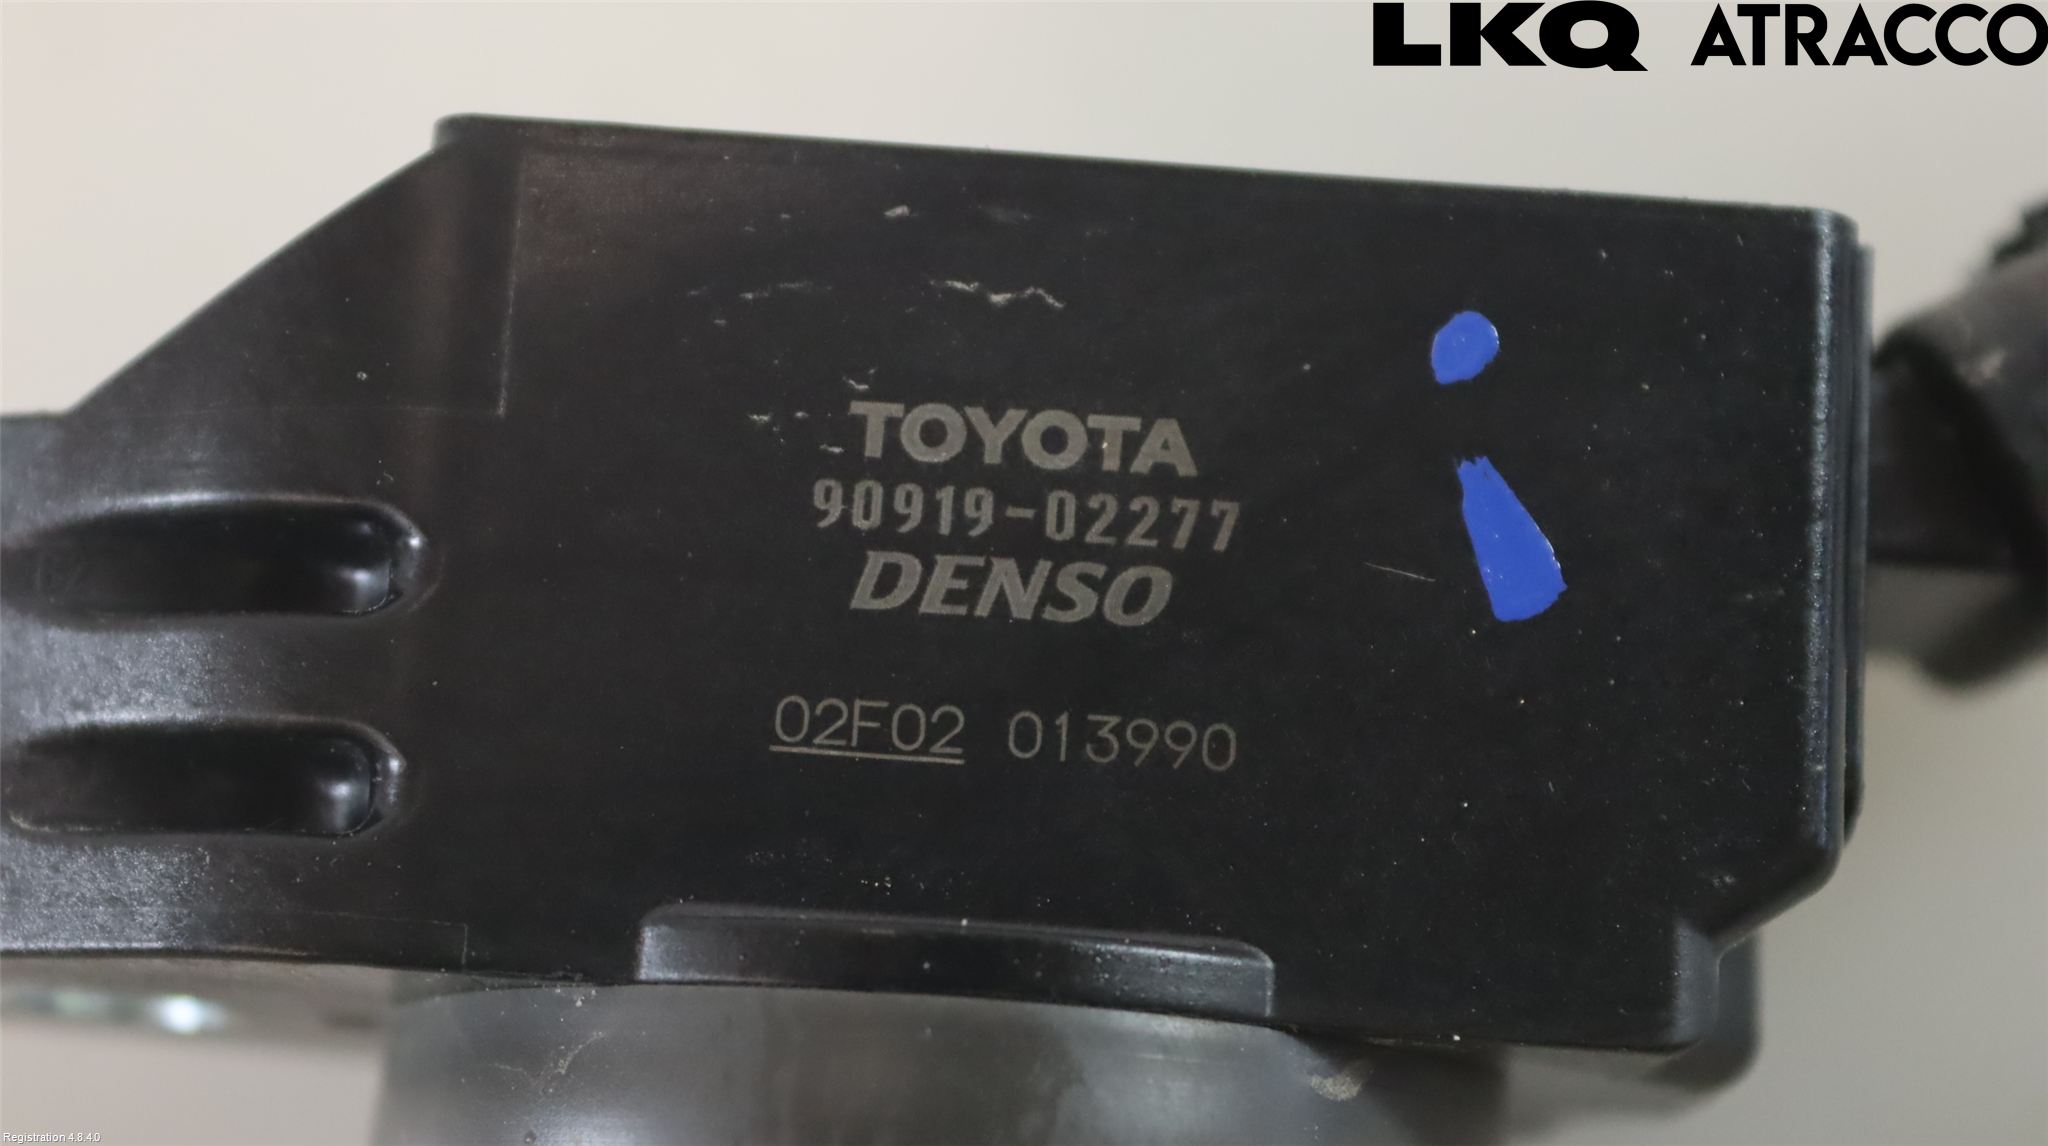 LKQ ATRACCO
TOYOTA
90919-02277
DENSO
02F02 013990
Registration 4.8.4.0